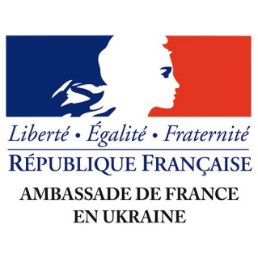 Liberté • Égalité • Fraternité
RÉPUBLIQUE FRANÇAISE
AMBASSADE DE FRANCE
EN UKRAINE